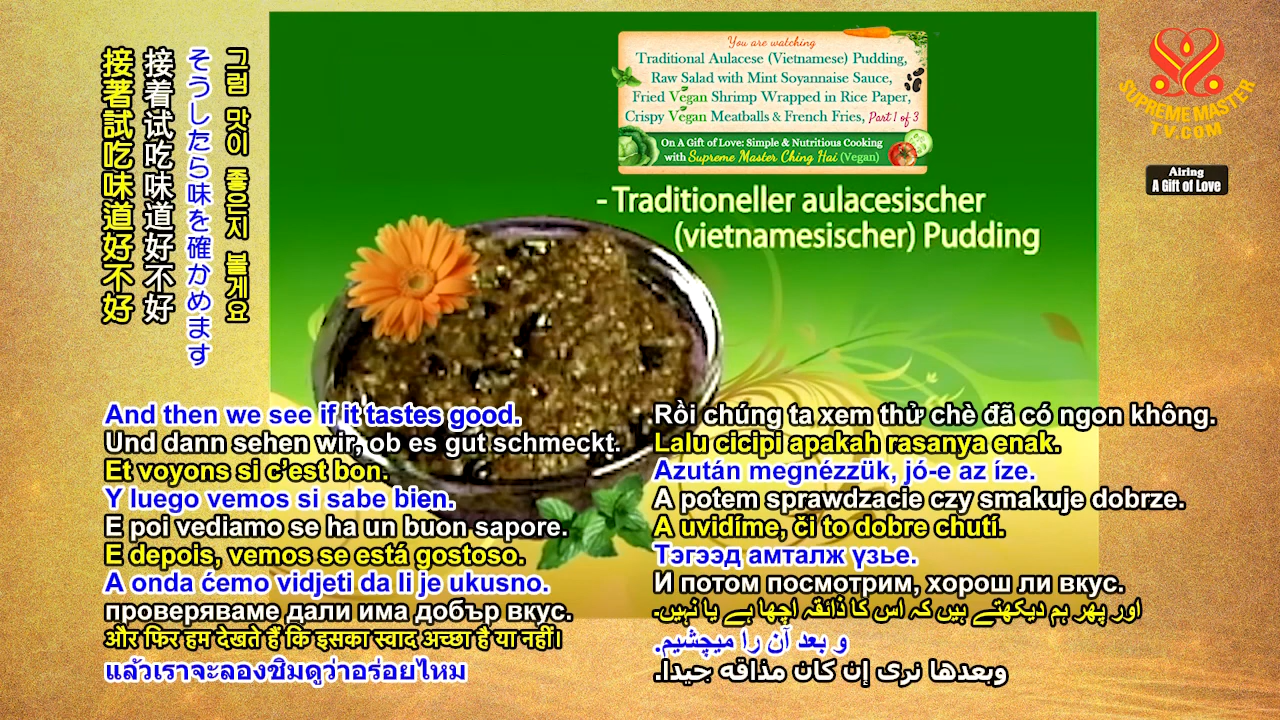 接著試吃味道好不好
接着试吃味道好不好
そうしたら味を確かめます
그럼 맛이 좋은지 볼게요
You are watching
Traditional Aulacese (Vietnamese) Pudding,
Raw Salad with Mint Soyannaise Sauce,
Fried Vegan Shrimp Wrapped in Rice Paper,
Crispy Vegan Meatballs & French Fries, Part 1 of 3
On A Gift of Love: Simple & Nutritious Cooking
with Supreme Master Ching Hai (Vegan)
SUPREME MASTER
TV.COM
Airing
A Gift of Love
- Traditioneller aulacesischer
(vietnamesischer) Pudding
And then we see if it tastes good.
Und dann sehen wir, ob es gut schmeckt.
Et voyons si c’est bon.
Y luego vemos si sabe bien.
E poi vediamo se ha un buon sapore.
E depois, vemos se está gostoso.
A onda ćemo vidjeti da li je ukusno.
проверяваме дали има добър вкус.
और फिर हम देखते हैं कि इसका स्वाद अच्छा है या नहीं।
แล้วเราจะลองชิมดูว่าอร่อยไหม
Rồi chúng ta xem thử chè đã có ngon không.
Lalu cicipi apakah rasanya enak.
Azután megnézzük, jó-e az íze.
A potem sprawdzacie czy smakuje dobrze.
A uvidíme, či to dobre chutí.
Тэгээд амталж үзье.
И потом посмотрим, хорош ли вкус.
اور پھر ہم دیکھتے ہیں کہ اس کا ذائقہ اچھا ہے یا نہیں.
و بعد آن را میچشیم.
وبعدها نرى إن كان مذاقه جيدا.